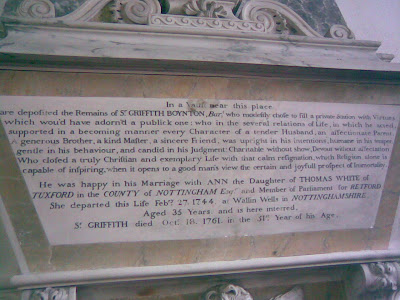 In a Vault near this place
are deposited the Remains of Sr. GRIFFITH BOYNTON, Bart. who modestly chose to fill a private station with Virtues
which wou'd have adorn'd a publick one: who in the several relations of Life, in which he acted,
supported in a becoming manner every Character of a tender Husband, an affectionate Parent
A generous Brother, a kind Master, a sincere Friend, was upright in his intentions, humane in his temper
gentle in his behaviour, and candid in his Judgment: Charitable without show, Devout without affectation
Who closed a truly Christian and exemplary Life with that calm resignation, which Religion alone is
capable of inspiring, when it opens to a good man's view the certain and joyfull prospect of Immortality
He was happy in his Marriage with ANN the Daughter of THOMAS WHITE of
TUXFORD in the COUNTY of NOTTINGHAM Esqr. and Member of Parliament for RETFORD
She departed this Life Febry. 27. 1744. at Wallin Wells in NOTTINGHAMSHIRE
Aged 35 Years: and is here interred.
Sr. GRIFFITH died Octr. 18. 1761. in the Year of his Age.